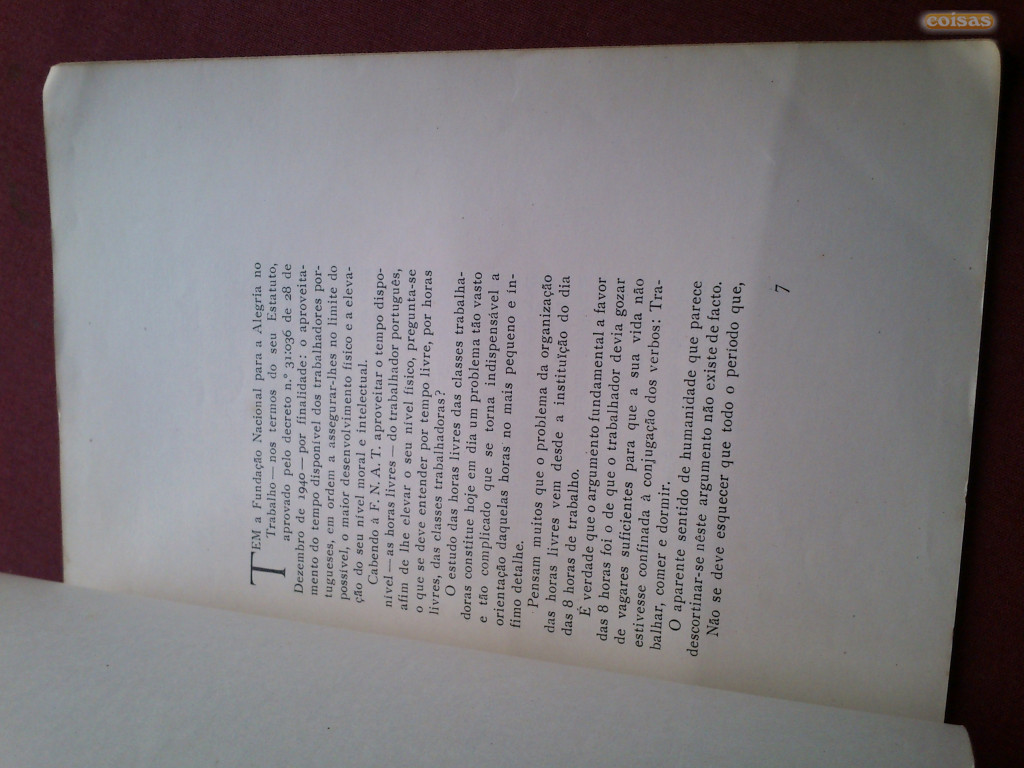 coisas
TEM a Fundação Nacional para a Alegria no
Trabalho — nos termos do seu Estatuto,
aprovado pelo decreto n.º 31:036 de 28 de
Dezembro de 1940 — por finalidade: o aproveita-
mento do tempo disponível dos trabalhadores por-
tugueses, em ordem a assegurar-lhes no limite do
possível, o maior desenvolvimento físico e a eleva-
ção do seu nível moral e intelectual.
Cabendo à F. N. A. T. aproveitar o tempo dispo-
nível — as horas livres — do trabalhador português,
afim de lhe elevar o seu nível físico, pregunta-se
o que se deve entender por tempo livre, por horas
livres, das classes trabalhadoras?
O estudo das horas livres das classes trabalha-
doras constitue hoje em dia um problema tão vasto
e tão complicado que se torna indispensável a
orientação daquelas horas no mais pequeno e ín-
fimo detalhe.
Pensam muitos que o problema da organização
das horas livres vem desde a instituïção do dia
das 8 horas de trabalho.
É verdade que o argumento fundamental a favor
das 8 horas foi o de que o trabalhador devia gozar
de vagares suficientes para que a sua vida não
estivesse confinada à conjugação dos verbos: Tra-
balhar, comer e dormir.
O aparente sentido de humanidade que parece
descortinar-se nêste argumento não existe de facto.
Não se deve esquecer que todo o período que,
7